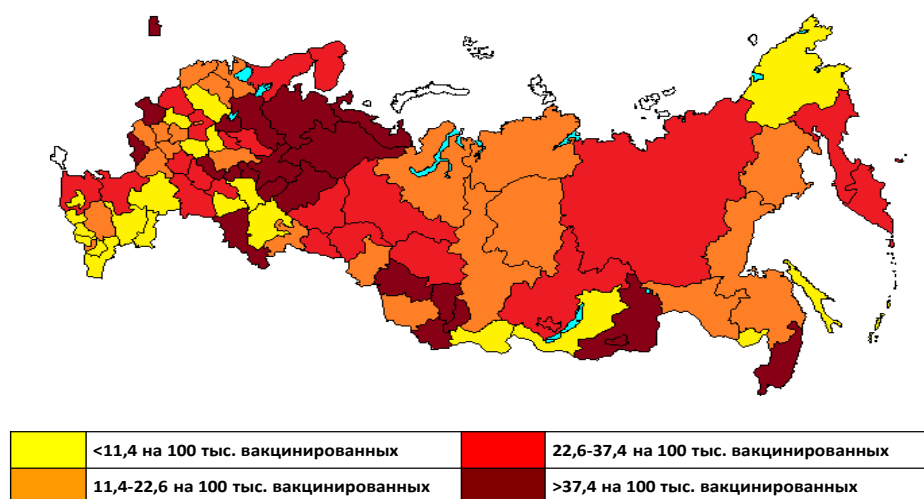 <11,4 на 100 тыс. вакцинированных
22,6-37,4 на 100 тыс. вакцинированных
11,4-22,6 на 100 тыс. вакцинированных
>37,4 на 100 тыс. вакцинированных